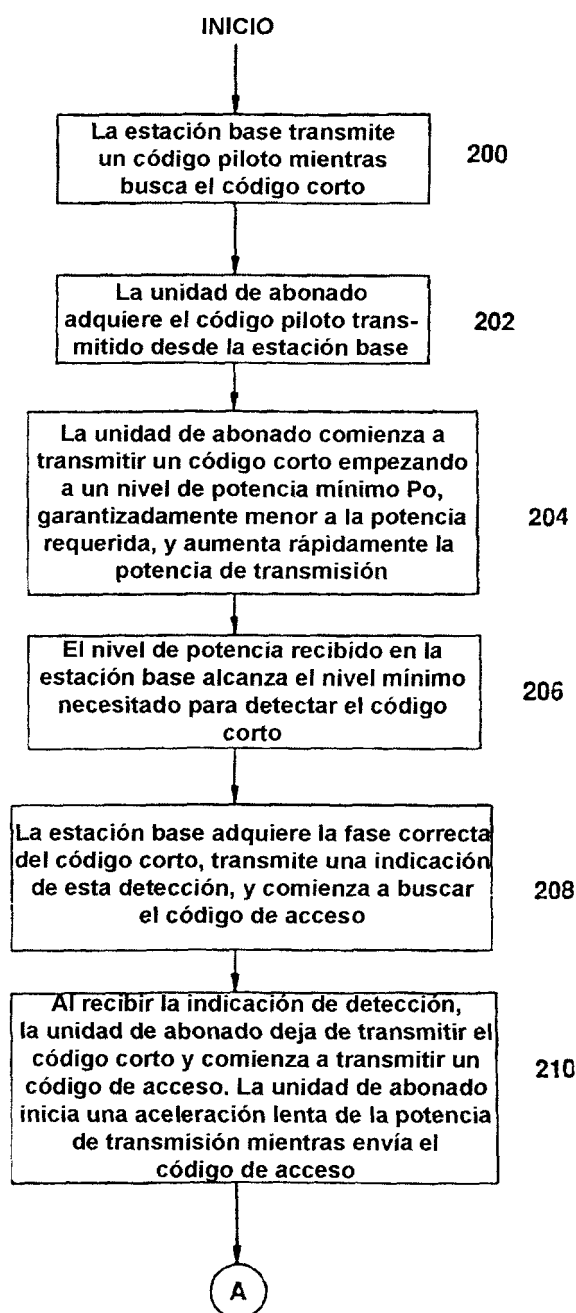 INICIO
La estación base transmite
un código piloto mientras
busca el código corto
200
La unidad de abonado
adquiere el código piloto trans-
mitido desde la estación base
202
La unidad de abonado comienza a
transmitir un código corto empezando
a un nivel de potencia mínimo Po,
garantizadamente menor a la potencia
requerida, y aumenta rápidamente la
potencia de transmisión
204
El nivel de potencia recibido en la
estación base alcanza el nivel mínimo
necesitado para detectar el código
corto
206
La estación base adquiere la fase correcta
del código corto, transmite una indicación
de esta detección, y comienza a buscar
el código de acceso
208
Al recibir la indicación de detección,
la unidad de abonado deja de transmitir el
código corto y comienza a transmitir un
código de acceso. La unidad de abonado
inicia una aceleración lenta de la potencia
de transmisión mientras envía el
código de acceso
210
A